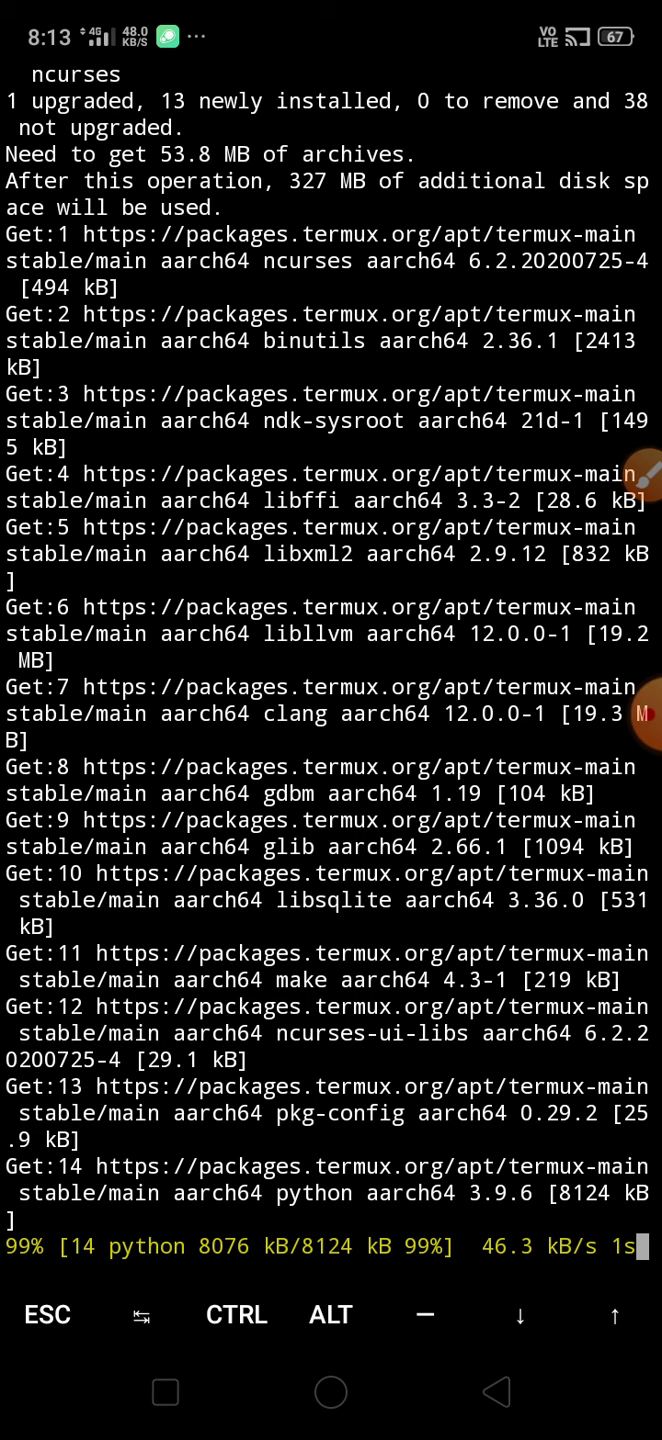 8:13 4G 48.0 KB/S ... VO LTE 67
ncurses
1 upgraded, 13 newly installed, 0 to remove and 38
not upgraded.
Need to get 53.8 MB of archives.
After this operation, 327 MB of additional disk sp
ace will be used.
Get:1 https://packages.termux.org/apt/termux-main
stable/main aarch64 ncurses aarch64 6.2.20200725-4
[494 kB]
Get:2 https://packages.termux.org/apt/termux-main
stable/main aarch64 binutils aarch64 2.36.1 [2413
kB]
Get:3 https://packages.termux.org/apt/termux-main
stable/main aarch64 ndk-sysroot aarch64 21d-1 [149
5 kB]
Get:4 https://packages.termux.org/apt/termux-main
stable/main aarch64 libffi aarch64 3.3-2 [28.6 kB]
Get:5 https://packages.termux.org/apt/termux-main
stable/main aarch64 libxml2 aarch64 2.9.12 [832 kB
]
Get:6 https://packages.termux.org/apt/termux-main
stable/main aarch64 libllvm aarch64 12.0.0-1 [19.2
MB]
Get:7 https://packages.termux.org/apt/termux-main
stable/main aarch64 clang aarch64 12.0.0-1 [19.3 M
B]
Get:8 https://packages.termux.org/apt/termux-main
stable/main aarch64 gdbm aarch64 1.19 [104 kB]
Get:9 https://packages.termux.org/apt/termux-main
stable/main aarch64 glib aarch64 2.66.1 [1094 kB]
Get:10 https://packages.termux.org/apt/termux-main
stable/main aarch64 libsqlite aarch64 3.36.0 [531
kB]
Get:11 https://packages.termux.org/apt/termux-main
stable/main aarch64 make aarch64 4.3-1 [219 kB]
Get:12 https://packages.termux.org/apt/termux-main
stable/main aarch64 ncurses-ui-libs aarch64 6.2.2
0200725-4 [29.1 kB]
Get:13 https://packages.termux.org/apt/termux-main
stable/main aarch64 pkg-config aarch64 0.29.2 [25
.9 kB]
Get:14 https://packages.termux.org/apt/termux-main
stable/main aarch64 python aarch64 3.9.6 [8124 kB
]
99% [14 python 8076 kB/8124 kB 99%] 46.3 kB/s 1s
ESC ↹ CTRL ALT — ↓ ↑